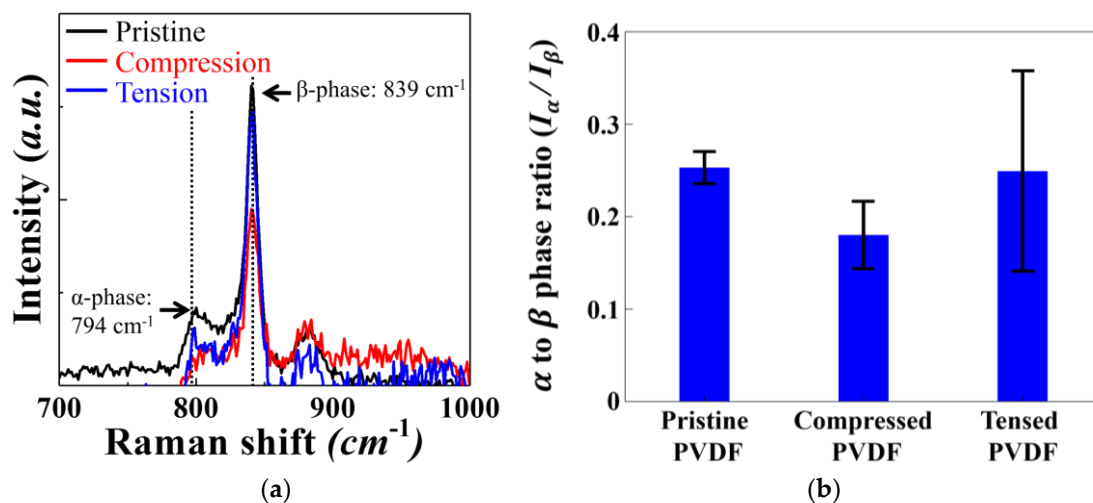 Pristine
Compression
Tension
β-phase: 839 cm⁻¹
α-phase:
794 cm⁻¹
Intensity (a.u.)
700 800 900 1000
Raman shift (cm⁻¹)
(a)
α to β phase ratio (Iα/Iβ)
0.4
0.3
0.2
0.1
0
Pristine PVDF
Compressed PVDF
Tensed PVDF
(b)